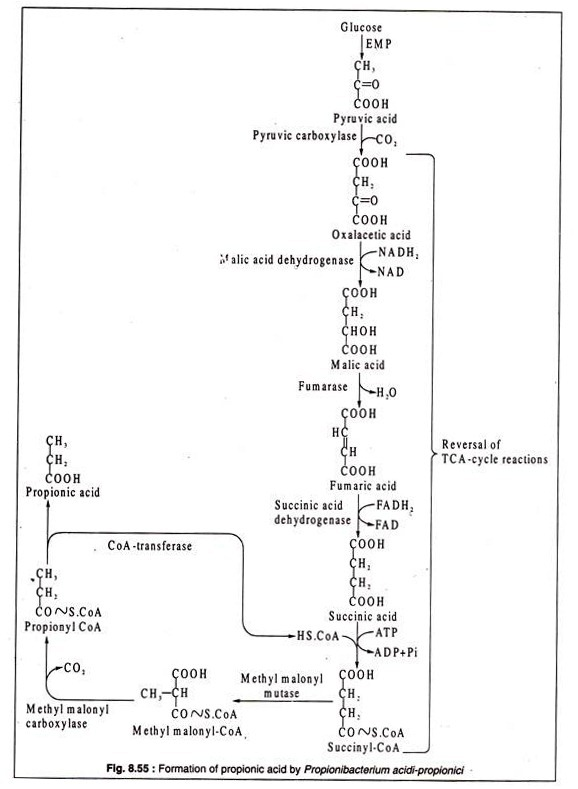 Glucose
EMP
CH₃
C=O
COOH
Pyruvic acid
Pyruvic carboxylase
CO₂
COOH
CH₂
C=O
COOH
Oxalacetic acid
NADH₂
Malic acid dehydrogenase
NAD
COOH
CH₂
CHOH
COOH
Malic acid
Fumarase
H₂O
COOH
HC
CH
COOH
Fumaric acid
Succinic acid
dehydrogenase
FADH₂
FAD
COOH
CH₂
CH₂
COOH
Succinic acid
HS.CoA
ATP
ADP+Pi
COOH
CH₂
CH₂
CO~S.CoA
Succinyl-CoA
Reversal of
TCA-cycle reactions
Methyl malonyl
mutase
COOH
CH₃-CH
CO~S.CoA
Methyl malonyl-CoA
CO₂
Methyl malonyl
carboxylase
CH₃
CH₂
CO~S.CoA
Propionyl CoA
CoA-transferase
CH₃
CH₂
COOH
Propionic acid
Fig. 8.55 : Formation of propionic acid by Propionibacterium acidi-propionici